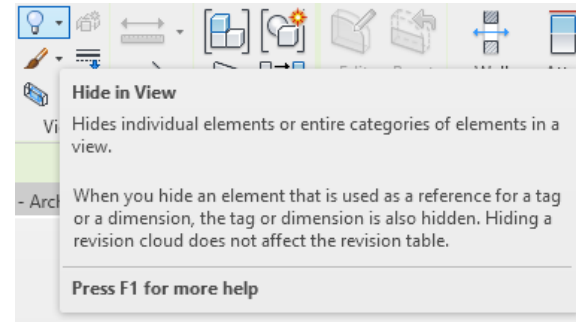 Hide in View
Vi
Hides individual elements or entire categories of elements in a
view.
- Arch
When you hide an element that is used as a reference for a tag
or a dimension, the tag or dimension is also hidden. Hiding a
revision cloud does not affect the revision table.
Press F1 for more help